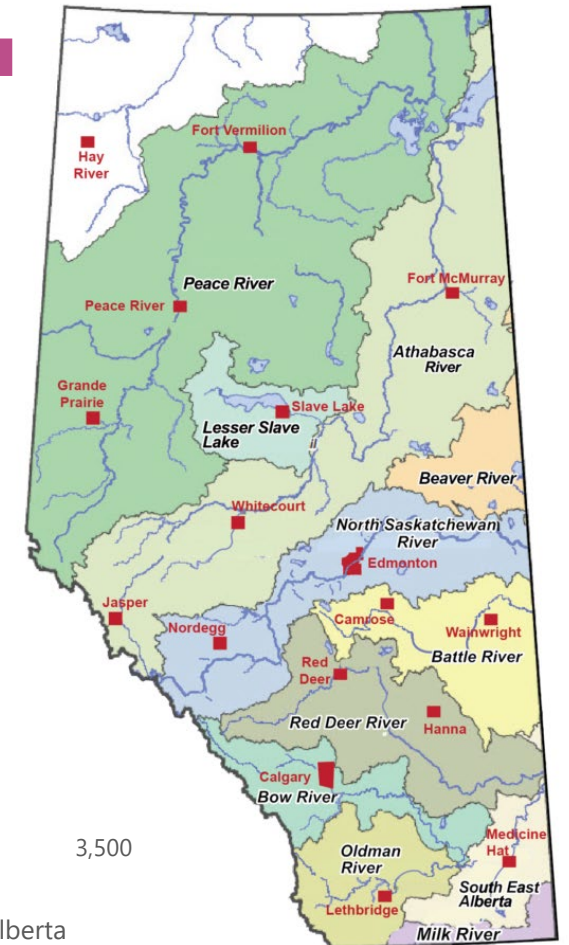 Fort Vermilion
Hay
River
Peace River
Peace River
Fort McMurray
Athabasca
River
Grande
Prairie
Slave Lake
Lesser Slave
Lake
Beaver River
Whitecourt
North Saskatchewan
River
Edmonton
Jasper
Camrose
Nordegg
Wainwright
Battle River
Red
Deer
Red Deer River
Hanna
Calgary
Bow River
3,500
Medicine
Hat
Oldman
River
South East
Alberta
Lethbridge
lberta
Milk River